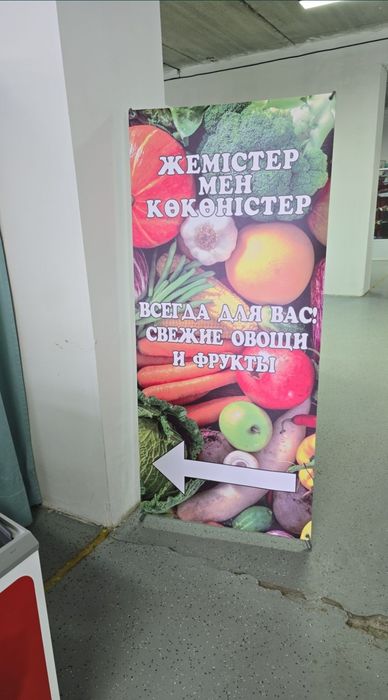 ЖЕМІСТЕР
МЕН
КӨКӨНІСТЕР
ВСЕГДА ДЛЯ ВАС!
СВЕЖИЕ ОВОЩИ
И ФРУКТЫ